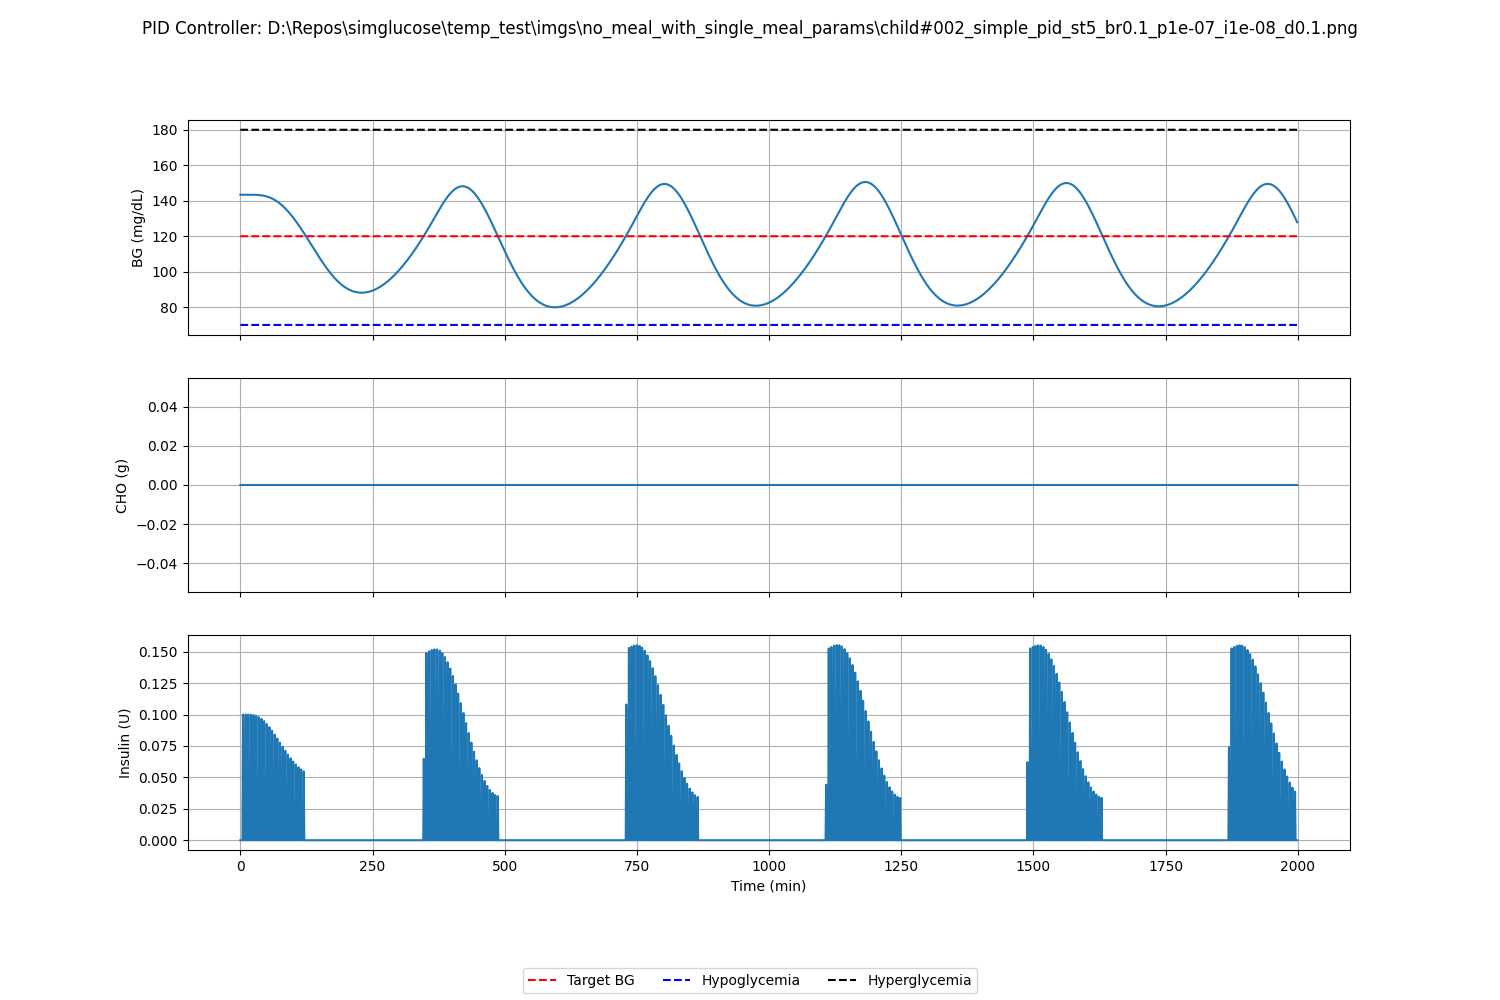 PID Controller: D:\Repos\simglucose\temp_test\imgs\no_meal_with_single_meal_params\child#002_simple_pid_st5_br0.1_p1e-07_i1e-08_d0.1.png
180
160
140
120
100
80
BG (mg/dL)
0.04
0.02
0.00
−0.02
−0.04
CHO (g)
0.150
0.125
0.100
0.075
0.050
0.025
0.000
Insulin (U)
0 250 500 750 1000 1250 1500 1750 2000
Time (min)
Target BG Hypoglycemia Hyperglycemia